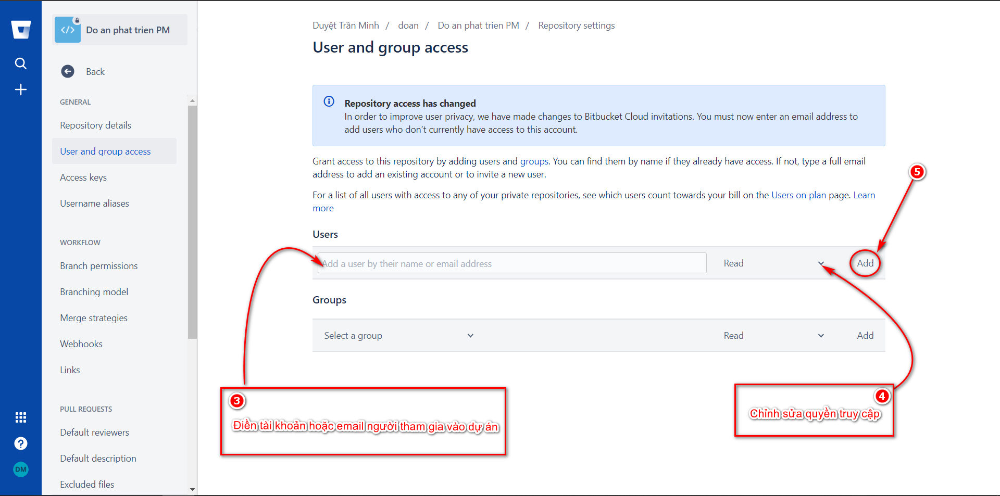 Do an phat trien PM
Back
GENERAL
Repository details
User and group access
Access keys
Username aliases
WORKFLOW
Branch permissions
Branching model
Merge strategies
Webhooks
Links
PULL REQUESTS
Default reviewers
Default description
Excluded files
DM
Duyệt Trần Minh / doan / Do an phat trien PM / Repository settings
User and group access
Repository access has changed
In order to improve user privacy, we have made changes to Bitbucket Cloud invitations. You must now enter an email address to
add users who don’t currently have access to this account.
Grant access to this repository by adding users and groups. You can find them by name if they already have access. If not, type a full email
address to add an existing account or to invite a new user.
For a list of all users with access to any of your private repositories, see which users count towards your bill on the Users on plan page. Learn
more
5
Users
Add a user by their name or email address Read Add
Groups
Select a group Read Add
3
Điền tài khoản hoặc email người tham gia vào dự án
4
Chỉnh sửa quyền truy cập